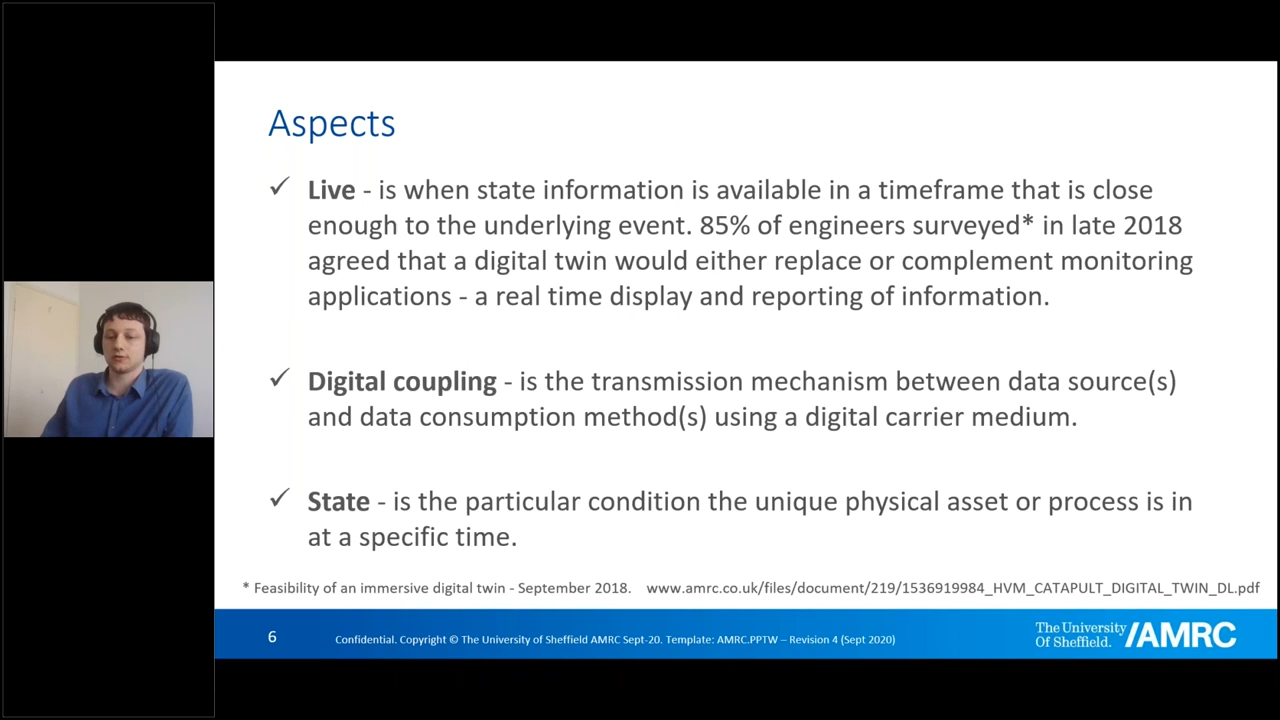 Aspects
✓ Live - is when state information is available in a timeframe that is close
enough to the underlying event. 85% of engineers surveyed* in late 2018
agreed that a digital twin would either replace or complement monitoring
applications - a real time display and reporting of information.
✓ Digital coupling - is the transmission mechanism between data source(s)
and data consumption method(s) using a digital carrier medium.
✓ State - is the particular condition the unique physical asset or process is in
at a specific time.
* Feasibility of an immersive digital twin - September 2018. www.amrc.co.uk/files/document/219/1536919984_HVM_CATAPULT_DIGITAL_TWIN_DL.pdf
6
Confidential. Copyright © The University of Sheffield AMRC Sept-20. Template: AMRC.PPTW – Revision 4 (Sept 2020)
The University
Of Sheffield.
AMRC